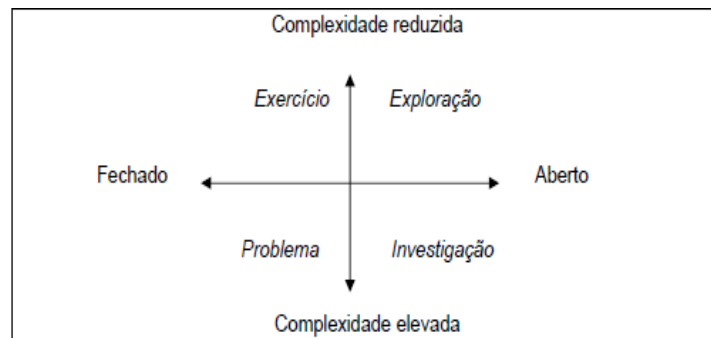 Complexidade reduzida
Exercício Exploração
Fechado Aberto
Problema Investigação
Complexidade elevada